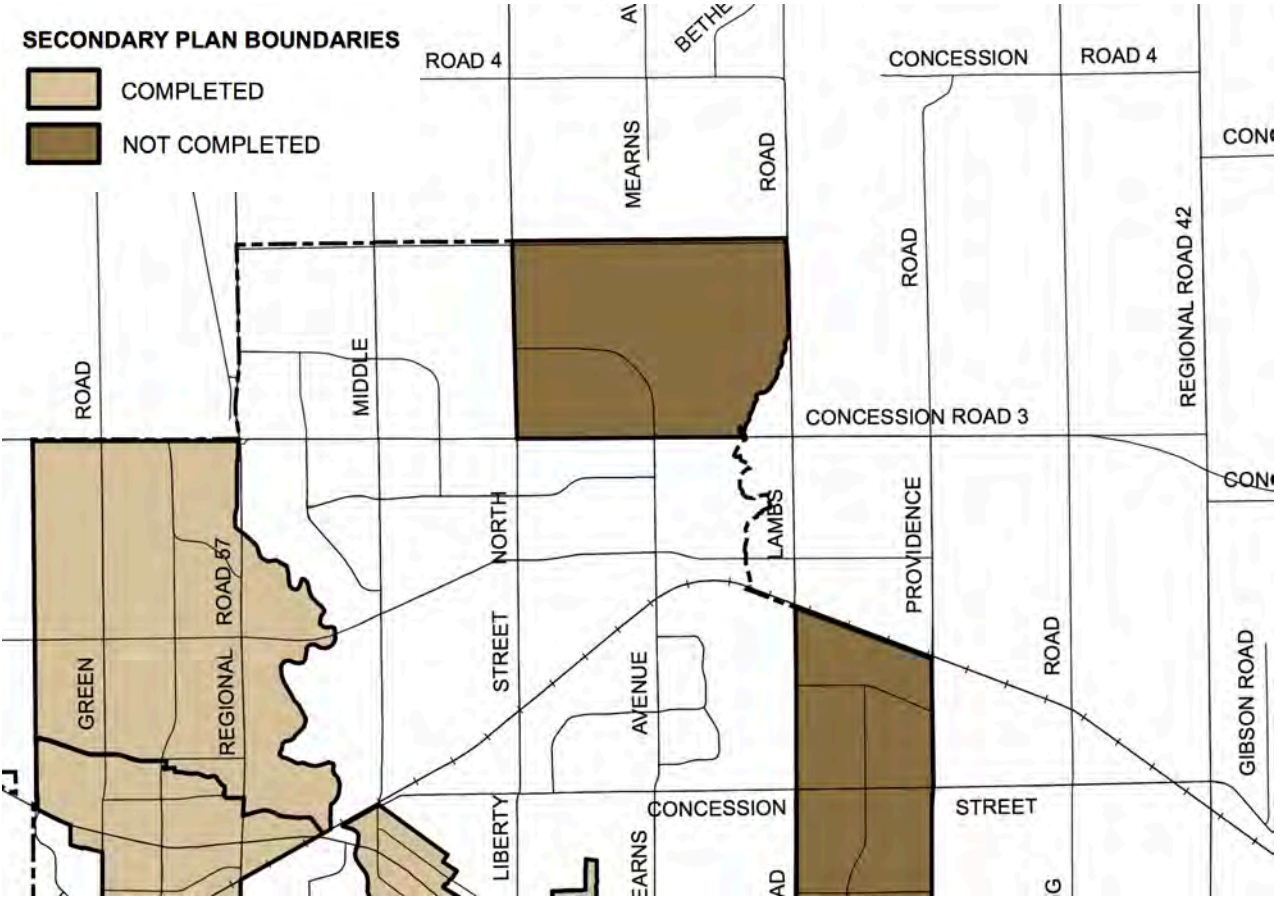 SECONDARY PLAN BOUNDARIES
COMPLETED
NOT COMPLETED
ROAD 4
AV
BETHE
CONCESSION ROAD 4
CONC
MEARNS
ROAD
ROAD
REGIONAL ROAD 42
ROAD
MIDDLE
CONCESSION ROAD 3
CONC
NORTH
LAMBS
PROVIDENCE
REGIONAL ROAD 57
GREEN
STREET
AVENUE
ROAD
GIBSON ROAD
LIBERTY
CONCESSION STREET
EARNS
AD
G